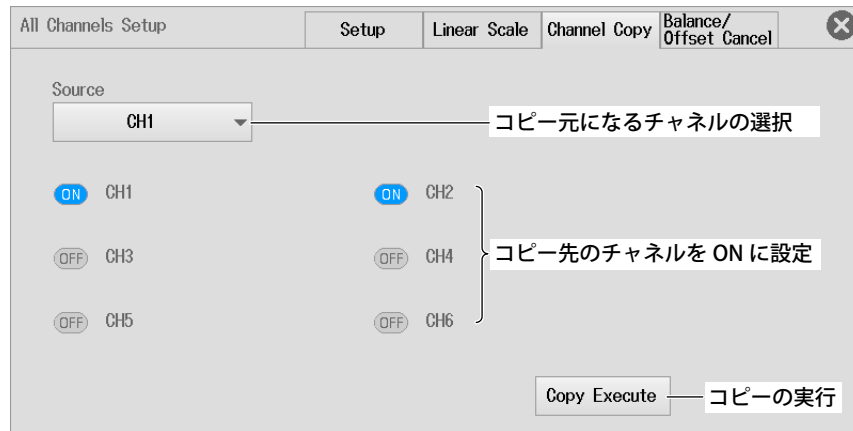 All Channels Setup
Setup
Linear Scale
Channel Copy
Balance/
Offset Cancel
Source
CH1
コピー元になるチャネルの選択
ON CH1
ON CH2
OFF CH3
OFF CH4
コピー先のチャネルを ON に設定
OFF CH5
OFF CH6
Copy Execute
コピーの実行